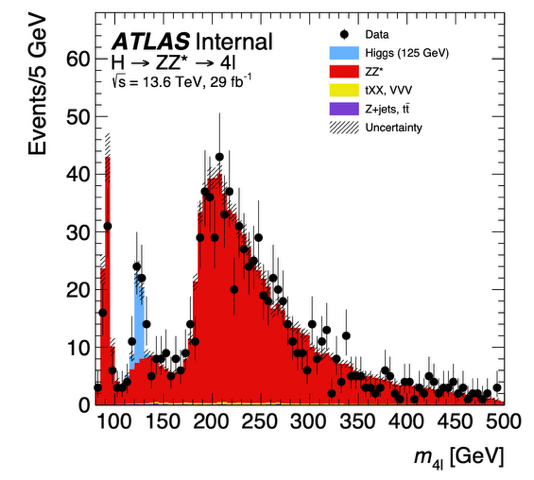 ATLAS Internal
H → ZZ* → 4l
√s = 13.6 TeV, 29 fb⁻¹
Data
Higgs (125 GeV)
ZZ*
tXX, VVV
Z+jets, tt̄
Uncertainty
Events/5 GeV
60
50
40
30
20
10
0
100 150 200 250 300 350 400 450 500
m4l [GeV]